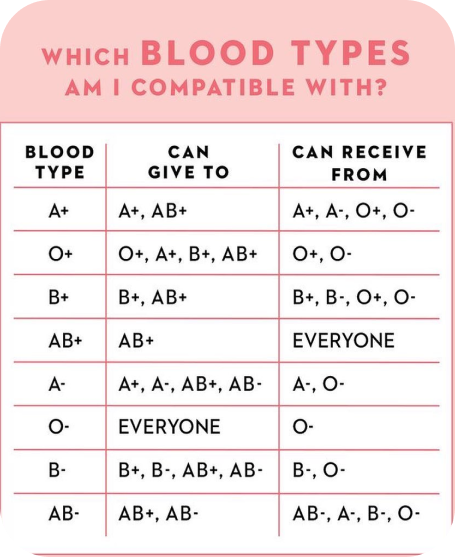 WHICH BLOOD TYPES
AM I COMPATIBLE WITH?
BLOOD TYPE CAN GIVE TO CAN RECEIVE FROM
A+ A+, AB+ A+, A-, O+, O-
O+ O+, A+, B+, AB+ O+, O-
B+ B+, AB+ B+, B-, O+, O-
AB+ AB+ EVERYONE
A- A+, A-, AB+, AB- A-, O-
O- EVERYONE O-
B- B+, B-, AB+, AB- B-, O-
AB- AB+, AB- AB-, A-, B-, O-